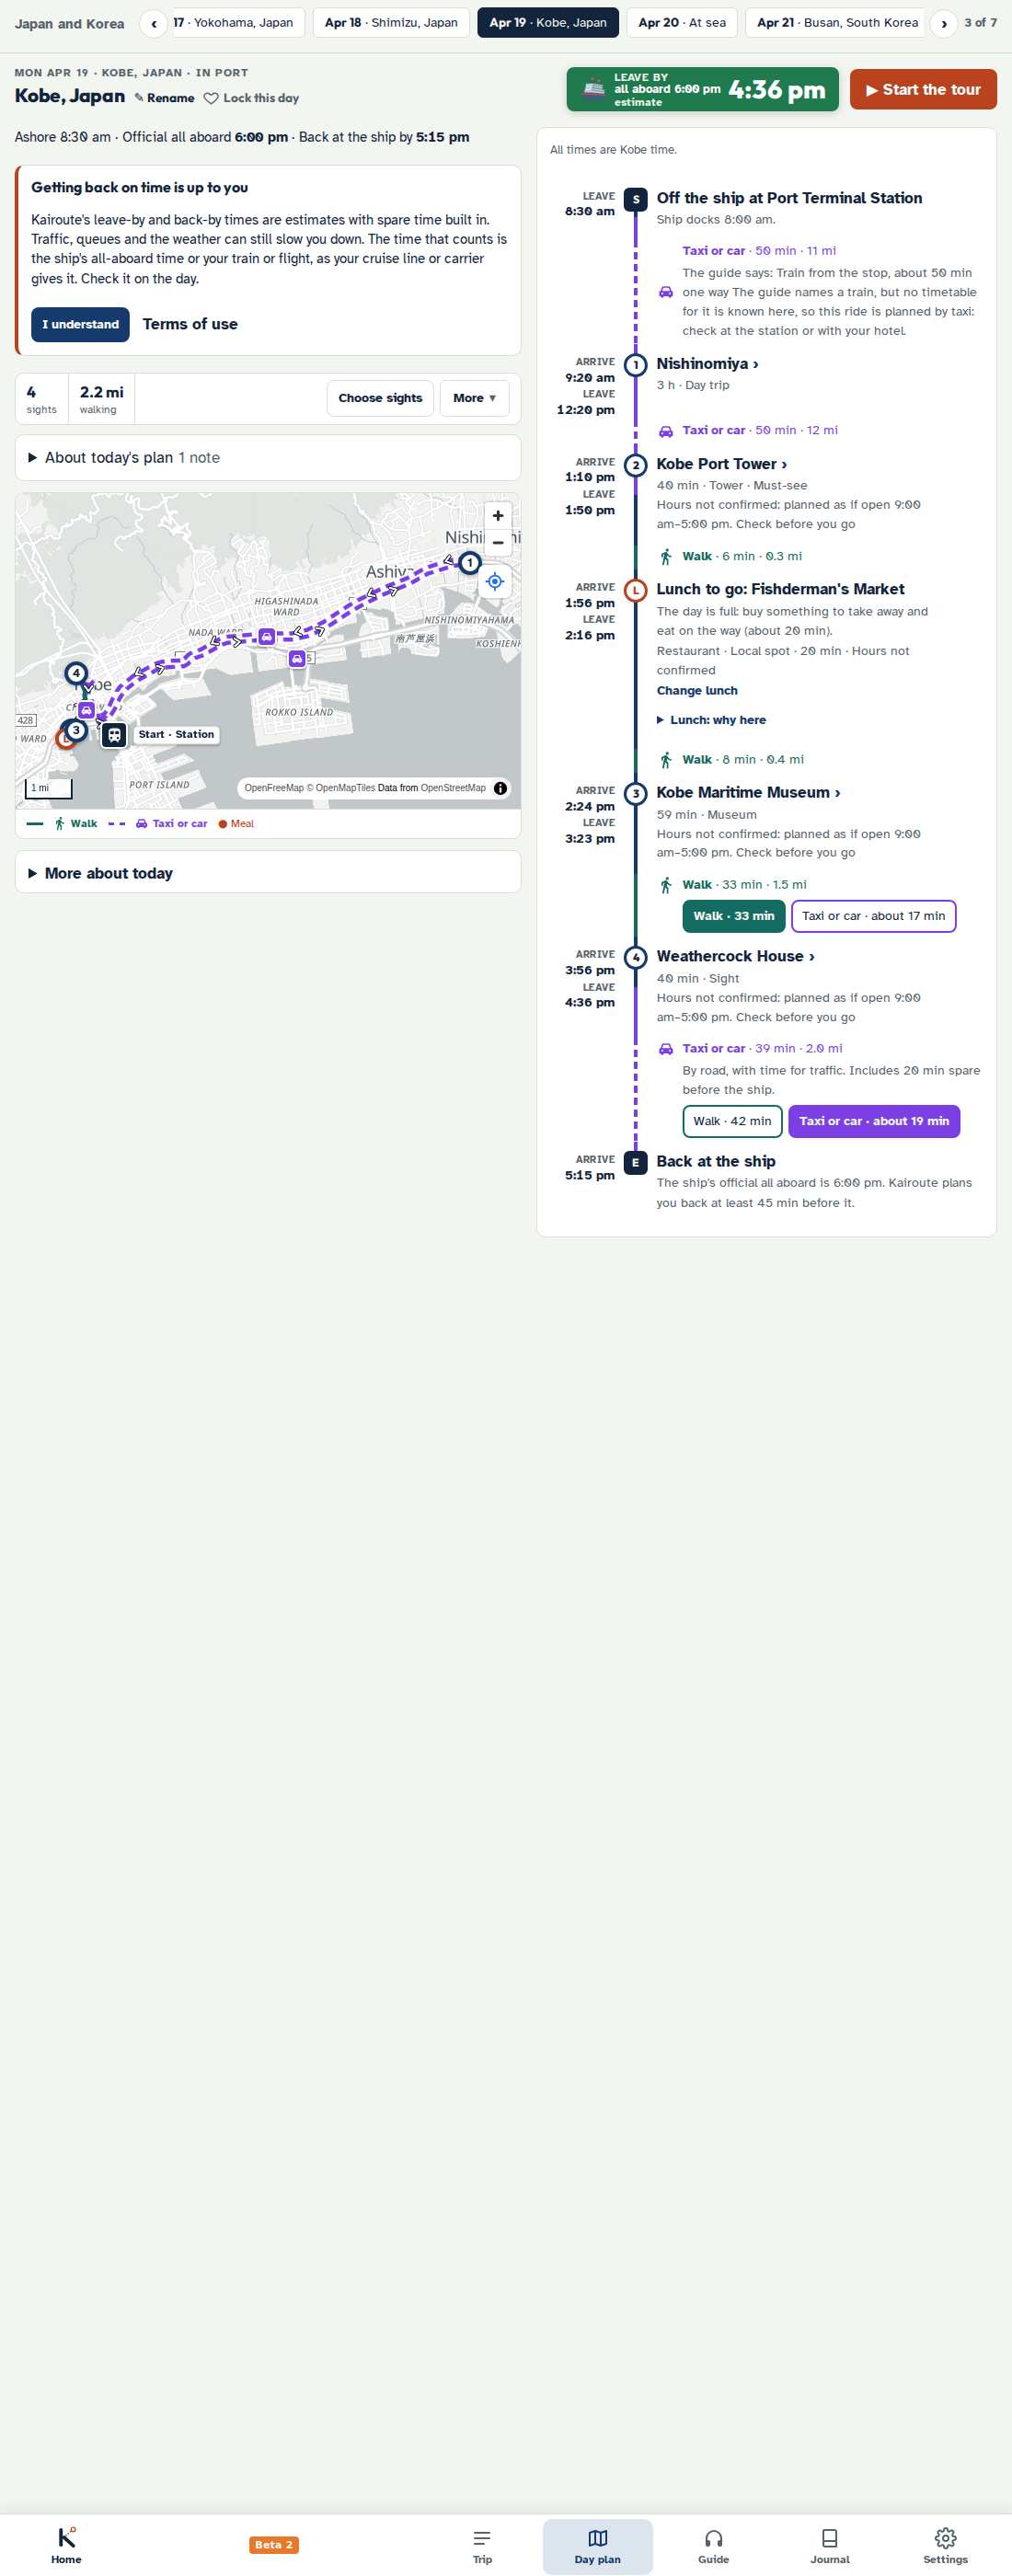 Japan and Korea
‹
17 · Yokohama, Japan
Apr 18 · Shimizu, Japan
Apr 19 · Kobe, Japan
Apr 20 · At sea
Apr 21 · Busan, South Korea
›
3 of 7
MON APR 19 · KOBE, JAPAN · IN PORT
Kobe, Japan
✎ Rename
Lock this day
LEAVE BY
all aboard 6:00 pm
estimate
4:36 pm
▶ Start the tour
Ashore 8:30 am · Official all aboard 6:00 pm · Back at the ship by 5:15 pm
Getting back on time is up to you
Kairoute's leave-by and back-by times are estimates with spare time built in.
Traffic, queues and the weather can still slow you down. The time that counts is
the ship's all-aboard time or your train or flight, as your cruise line or carrier
gives it. Check it on the day.
I understand
Terms of use
4
sights
2.2 mi
walking
Choose sights
More ▼
▶ About today's plan 1 note
+
−
Ashiya
1
HIGASHINADA
WARD
NADA WARD
NISHINOMIYAHAMA
南芦屋浜
5
4
428
3
ROKKO ISLAND
Start · Station
PORT ISLAND
1 mi
OpenFreeMap © OpenMapTiles Data from OpenStreetMap
Walk
Taxi or car
Meal
▶ More about today
All times are Kobe time.
LEAVE
8:30 am
S
Off the ship at Port Terminal Station
Ship docks 8:00 am.
Taxi or car · 50 min · 11 mi
The guide says: Train from the stop, about 50 min
one way The guide names a train, but no timetable
for it is known here, so this ride is planned by taxi:
check at the station or with your hotel.
ARRIVE
9:20 am
LEAVE
12:20 pm
1
Nishinomiya ›
3 h · Day trip
Taxi or car · 50 min · 12 mi
ARRIVE
1:10 pm
LEAVE
1:50 pm
2
Kobe Port Tower ›
40 min · Tower · Must-see
Hours not confirmed: planned as if open 9:00
am–5:00 pm. Check before you go
Walk · 6 min · 0.3 mi
ARRIVE
1:56 pm
LEAVE
2:16 pm
L
Lunch to go: Fishderman's Market
The day is full: buy something to take away and
eat on the way (about 20 min).
Restaurant · Local spot · 20 min · Hours not
confirmed
Change lunch
▶ Lunch: why here
Walk · 8 min · 0.4 mi
ARRIVE
2:24 pm
LEAVE
3:23 pm
3
Kobe Maritime Museum ›
59 min · Museum
Hours not confirmed: planned as if open 9:00
am–5:00 pm. Check before you go
Walk · 33 min · 1.5 mi
Walk · 33 min
Taxi or car · about 17 min
ARRIVE
3:56 pm
LEAVE
4:36 pm
4
Weathercock House ›
40 min · Sight
Hours not confirmed: planned as if open 9:00
am–5:00 pm. Check before you go
Taxi or car · 39 min · 2.0 mi
By road, with time for traffic. Includes 20 min spare
before the ship.
Walk · 42 min
Taxi or car · about 19 min
ARRIVE
5:15 pm
E
Back at the ship
The ship's official all aboard is 6:00 pm. Kairoute plans
you back at least 45 min before it.
Home
Beta 2
Trip
Day plan
Guide
Journal
Settings